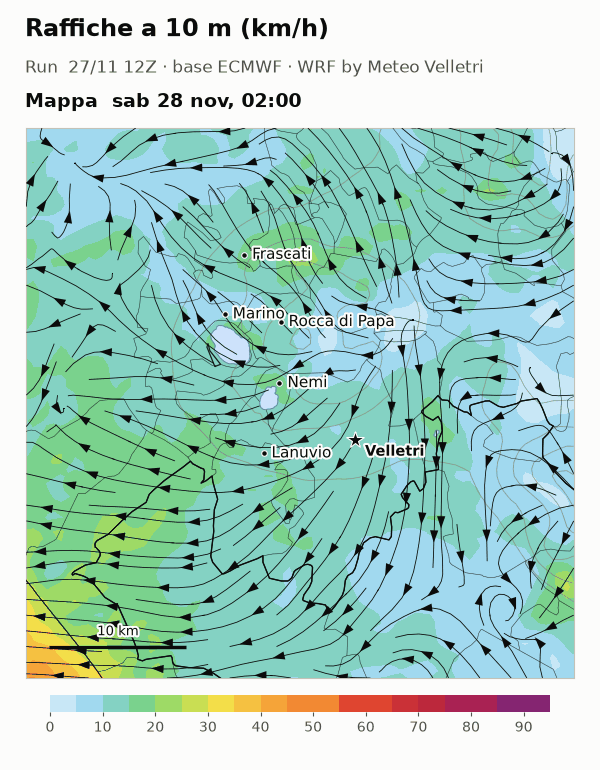 Raffiche a 10 m (km/h)
Run  27/11 12Z · base ECMWF · WRF by Meteo Velletri
Mappa  sab 28 nov, 02:00
Frascati
Marino
Rocca di Papa
Nemi
Velletri
Lanuvio
10 km
0 10 20 30 40 50 60 70 80 90